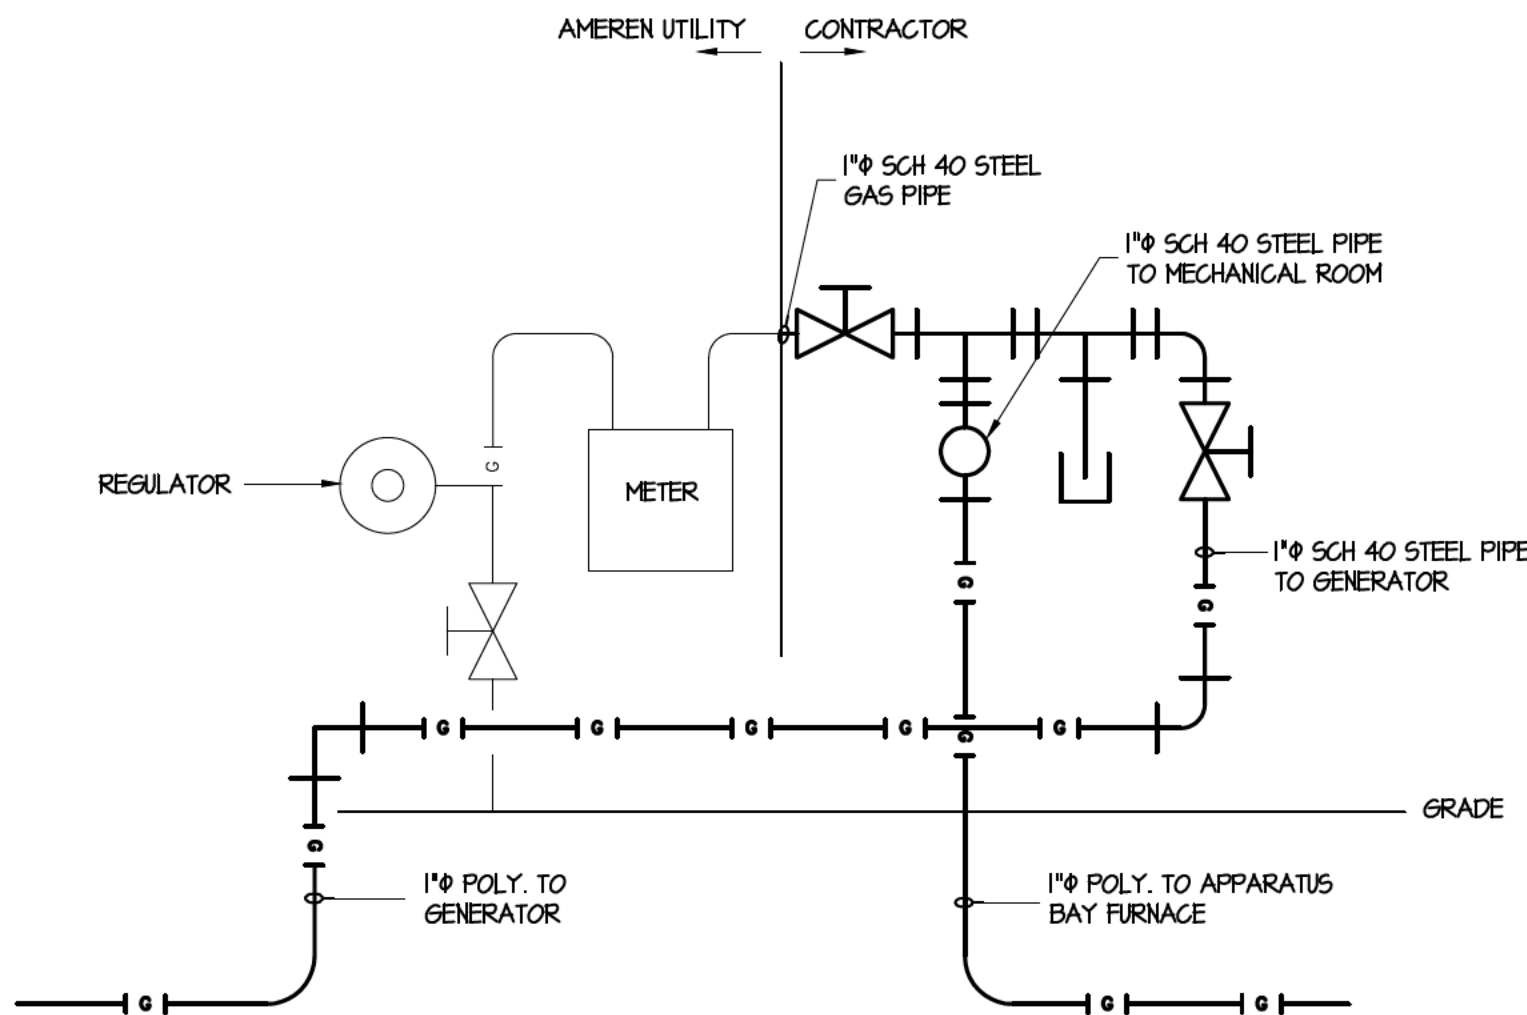 AMEREN UTILITY
CONTRACTOR
1"Φ SCH 40 STEEL
GAS PIPE
1"Φ SCH 40 STEEL PIPE
TO MECHANICAL ROOM
REGULATOR
G
METER
1"Φ SCH 40 STEEL PIPE
TO GENERATOR
G
G
G
G
G
G
G
G
GRADE
G
1"Φ POLY. TO
GENERATOR
1"Φ POLY. TO APPARATUS
BAY FURNACE
G
G
G